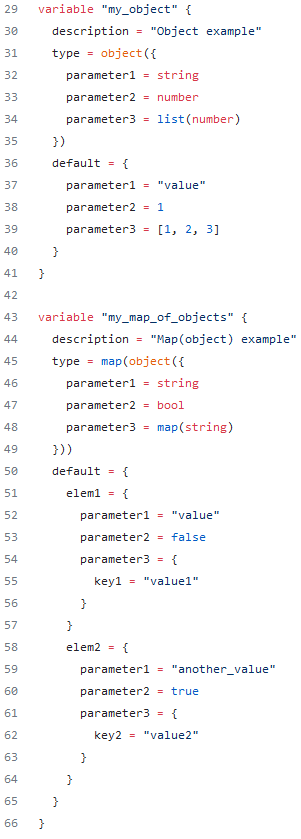 29 variable "my_object" {
30   description = "Object example"
31   type = object({
32     parameter1 = string
33     parameter2 = number
34     parameter3 = list(number)
35   })
36   default = {
37     parameter1 = "value"
38     parameter2 = 1
39     parameter3 = [1, 2, 3]
40   }
41 }
42
43 variable "my_map_of_objects" {
44   description = "Map(object) example"
45   type = map(object({
46     parameter1 = string
47     parameter2 = bool
48     parameter3 = map(string)
49   }))
50   default = {
51     elem1 = {
52       parameter1 = "value"
53       parameter2 = false
54       parameter3 = {
55         key1 = "value1"
56       }
57     }
58     elem2 = {
59       parameter1 = "another_value"
60       parameter2 = true
61       parameter3 = {
62         key2 = "value2"
63       }
64     }
65   }
66 }